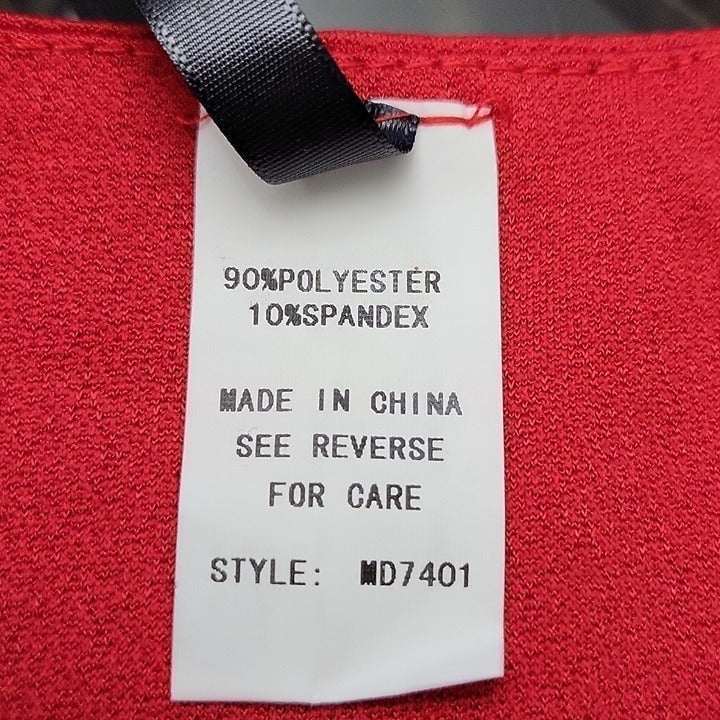 90%POLYESTER
10%SPANDEX
MADE IN CHINA
SEE REVERSE
FOR CARE
STYLE: MD7401